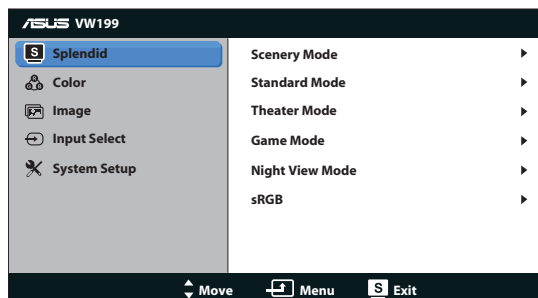 ASUS VW199
S Splendid
Color
Image
Input Select
System Setup
Scenery Mode
Standard Mode
Theater Mode
Game Mode
Night View Mode
sRGB
Move Menu S Exit